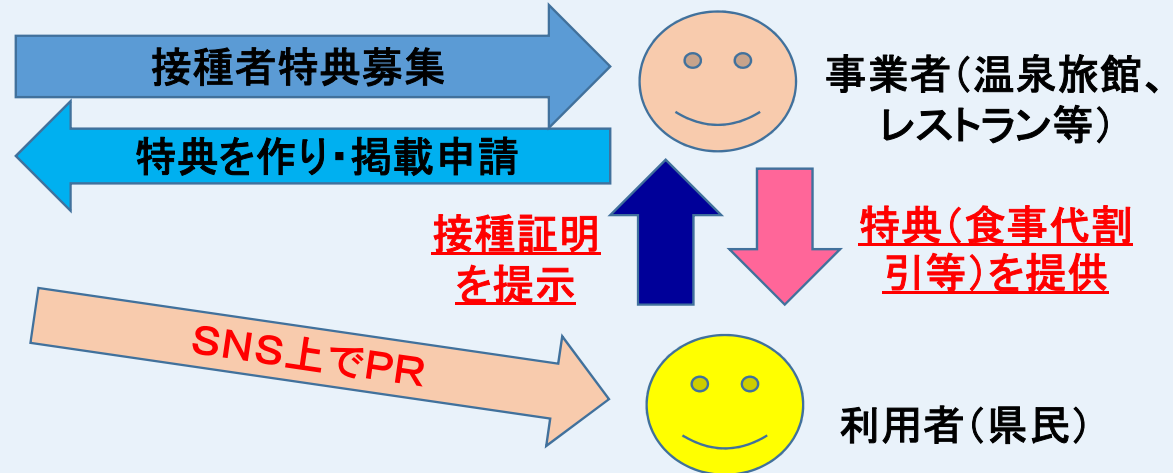 接種者特典募集
事業者（温泉旅館、
レストラン等）
特典を作り・掲載申請
接種証明
を提示
特典（食事代割
引等）を提供
SNS上でPR
利用者（県民）